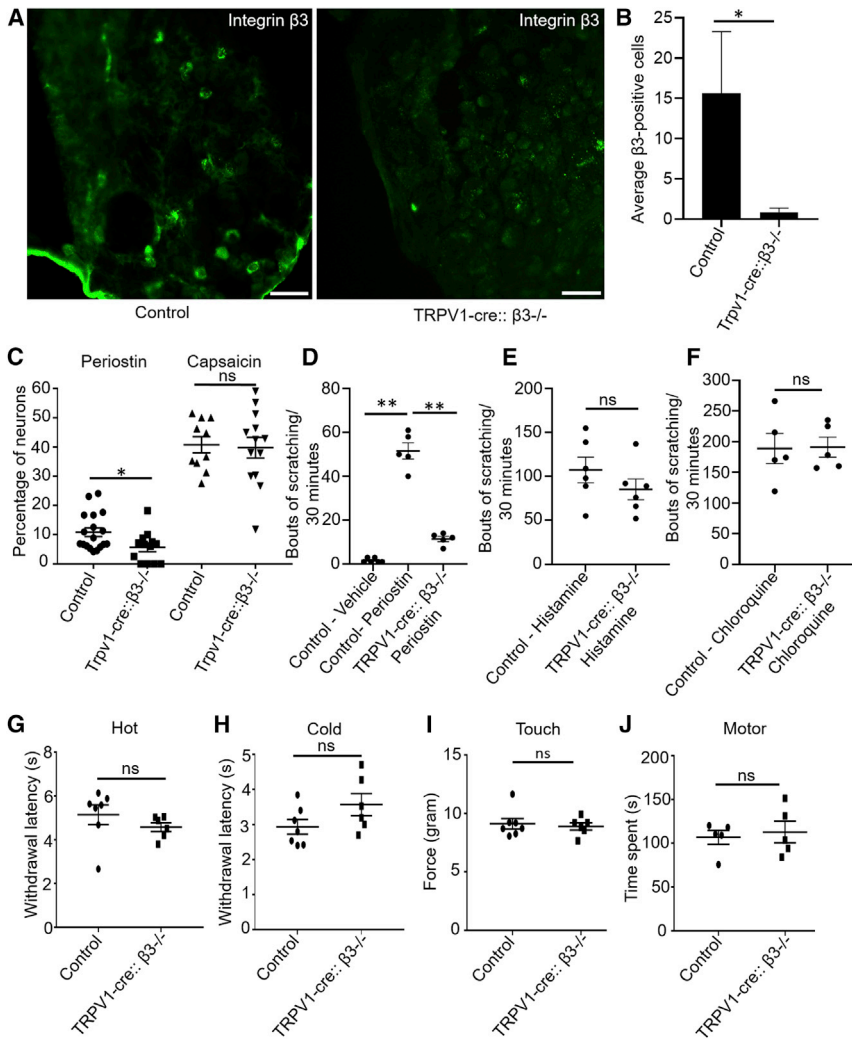 A
Integrin β3
Integrin β3
Control
TRPV1-cre:: β3-/-
B
Average β3-positive cells
25
20
15
10
5
0
*
Control
Trpv1-cre::β3-/-
C
Periostin
Capsaicin
Percentage of neurons
60
50
40
30
20
10
0
*
ns
Control
Trpv1-cre::β3-/-
Control
Trpv1-cre::β3-/-
D
Bouts of scratching/
30 minutes
80
60
40
20
0
**
**
Control - Vehicle
Control- Periostin
TRPV1-cre:: β3-/-
Periostin
E
Bouts of scratching/
30 minutes
200
150
100
50
0
ns
Control - Histamine
TRPV1-cre:: β3-/-
Histamine
F
Bouts of scratching/
30 minutes
300
250
200
150
100
50
0
ns
Control - Chloroquine
TRPV1-cre:: β3-/-
Chloroquine
G
Hot
Withdrawal latency (s)
8
6
4
2
0
ns
Control
TRPV1-cre:: β3-/-
H
Cold
Withdrawal latency (s)
5
4
3
2
1
0
ns
Control
TRPV1-cre:: β3-/-
I
Touch
Force (gram)
15
10
5
0
ns
Control
TRPV1-cre:: β3-/-
J
Motor
Time spent (s)
200
150
100
50
0
ns
Control
TRPV1-cre:: β3-/-